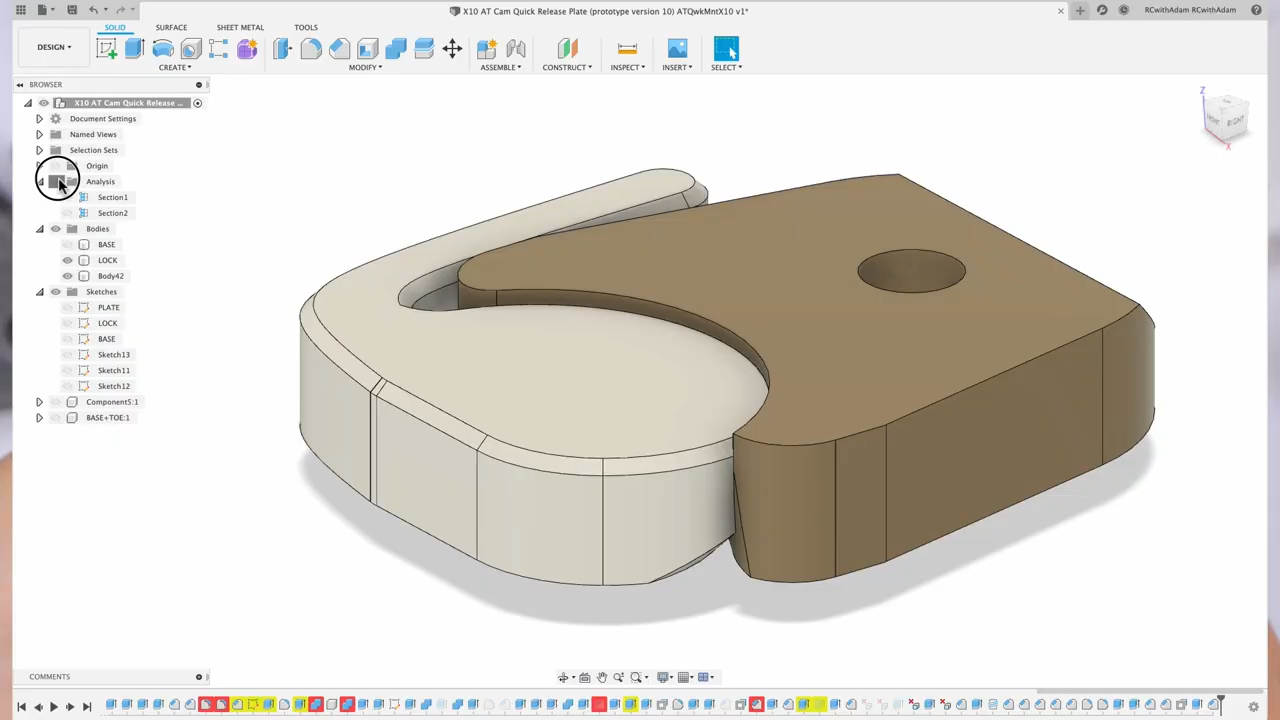 X10 AT Cam Quick Release Plate (prototype version 10) ATQwkMntX10 v1*
RCwithAdam RCwithAdam
SOLID
SURFACE
SHEET METAL
TOOLS
DESIGN
CREATE
MODIFY
ASSEMBLE
CONSTRUCT
INSPECT
INSERT
SELECT
BROWSER
X10 AT Cam Quick Release ...
Document Settings
Named Views
Selection Sets
Origin
Analysis
Section1
Section2
Bodies
BASE
LOCK
Body42
Sketches
PLATE
LOCK
BASE
Sketch13
Sketch11
Sketch12
Component5:1
BASE+TOE:1
Z
RIGHT
X
COMMENTS